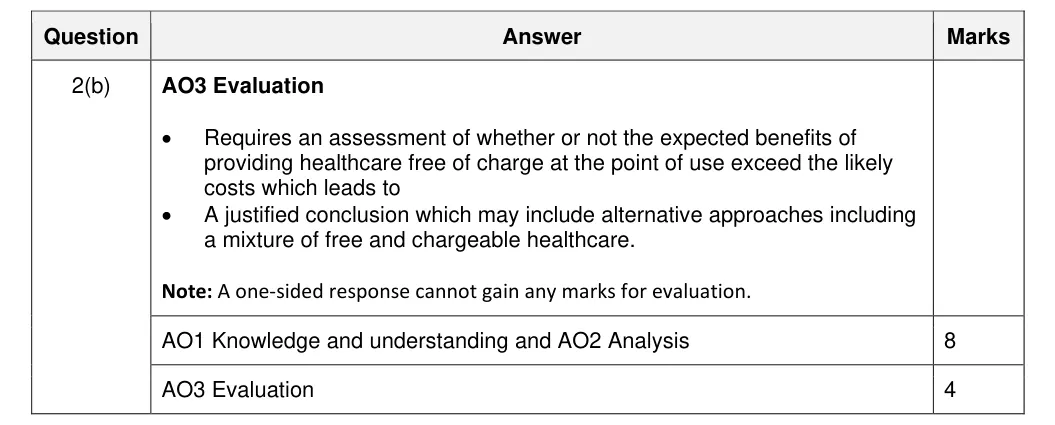 Question Answer Marks
2(b) AO3 Evaluation
• Requires an assessment of whether or not the expected benefits of
providing healthcare free of charge at the point of use exceed the likely
costs which leads to
• A justified conclusion which may include alternative approaches including
a mixture of free and chargeable healthcare.
Note: A one-sided response cannot gain any marks for evaluation.
AO1 Knowledge and understanding and AO2 Analysis 8
AO3 Evaluation 4